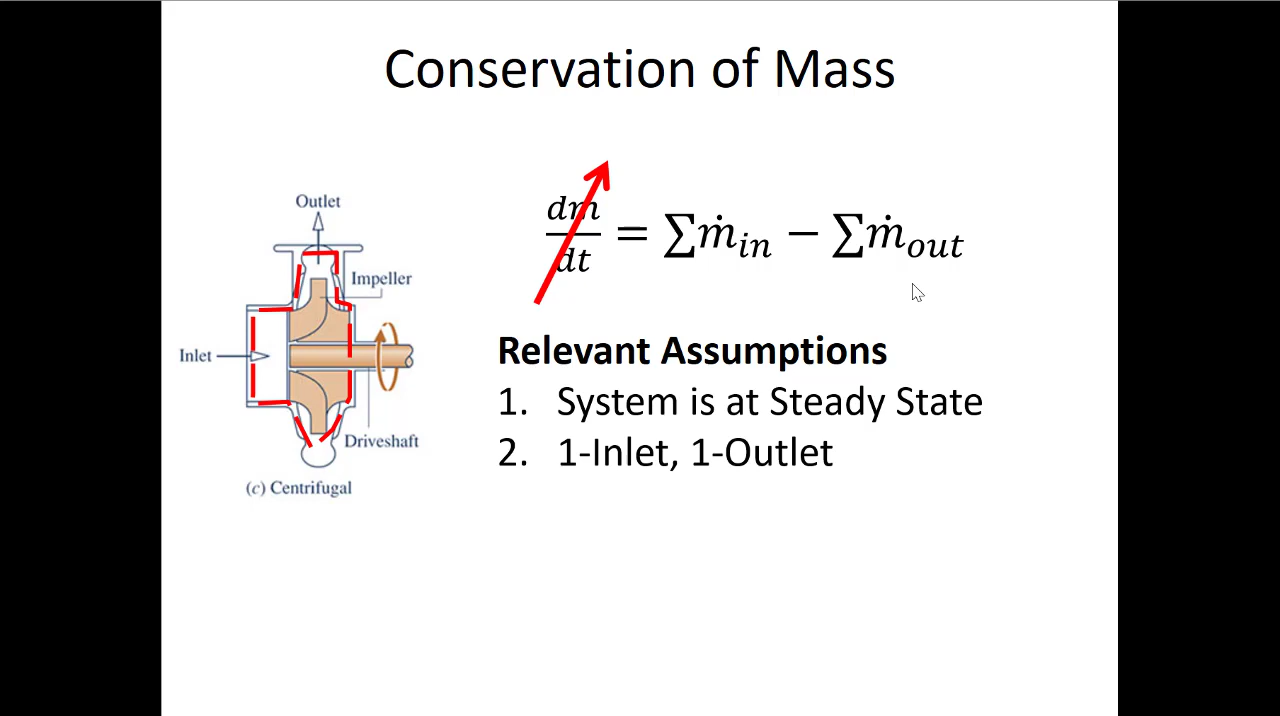 Conservation of Mass
Outlet
Impeller
Inlet
Driveshaft
(c) Centrifugal
dm/dt = ∑ṁ_in − ∑ṁ_out
Relevant Assumptions
1. System is at Steady State
2. 1-Inlet, 1-Outlet